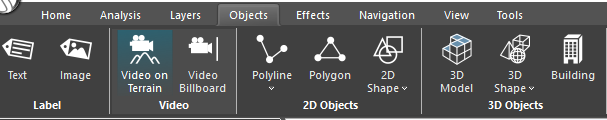 Home Analysis Layers Objects Effects Navigation View Tools
Text Image Video on Terrain Video Billboard Polyline Polygon 2D Shape 3D Model 3D Shape Building
Label Video 2D Objects 3D Objects